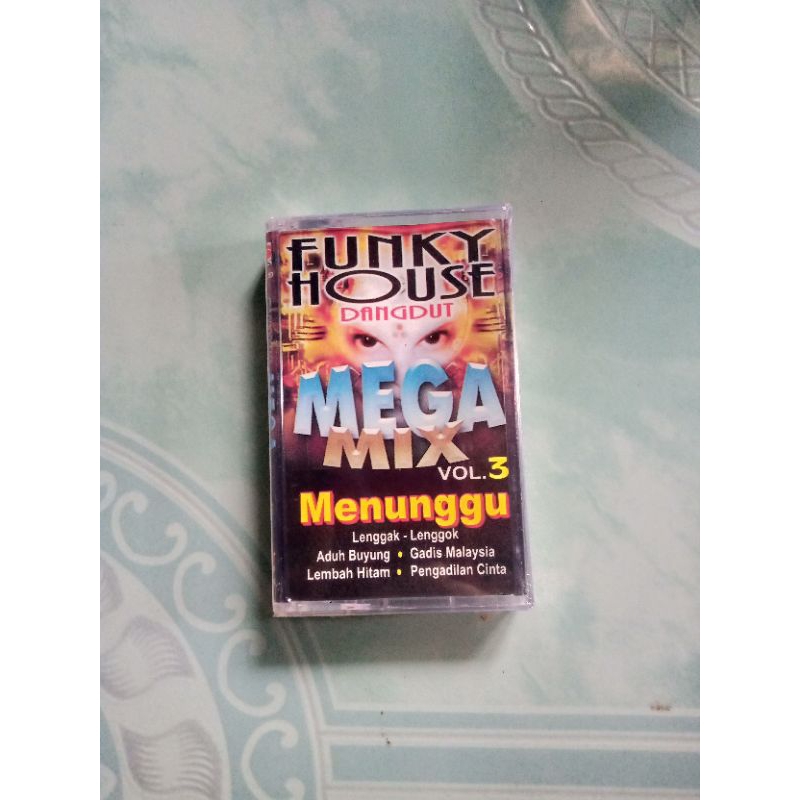 FUNKY
HOUSE
DANGDUT
MEGA
MIX
VOL.3
Menunggu
Lenggak - Lenggok
Aduh Buyung • Gadis Malaysia
Lembah Hitam • Pengadilan Cinta